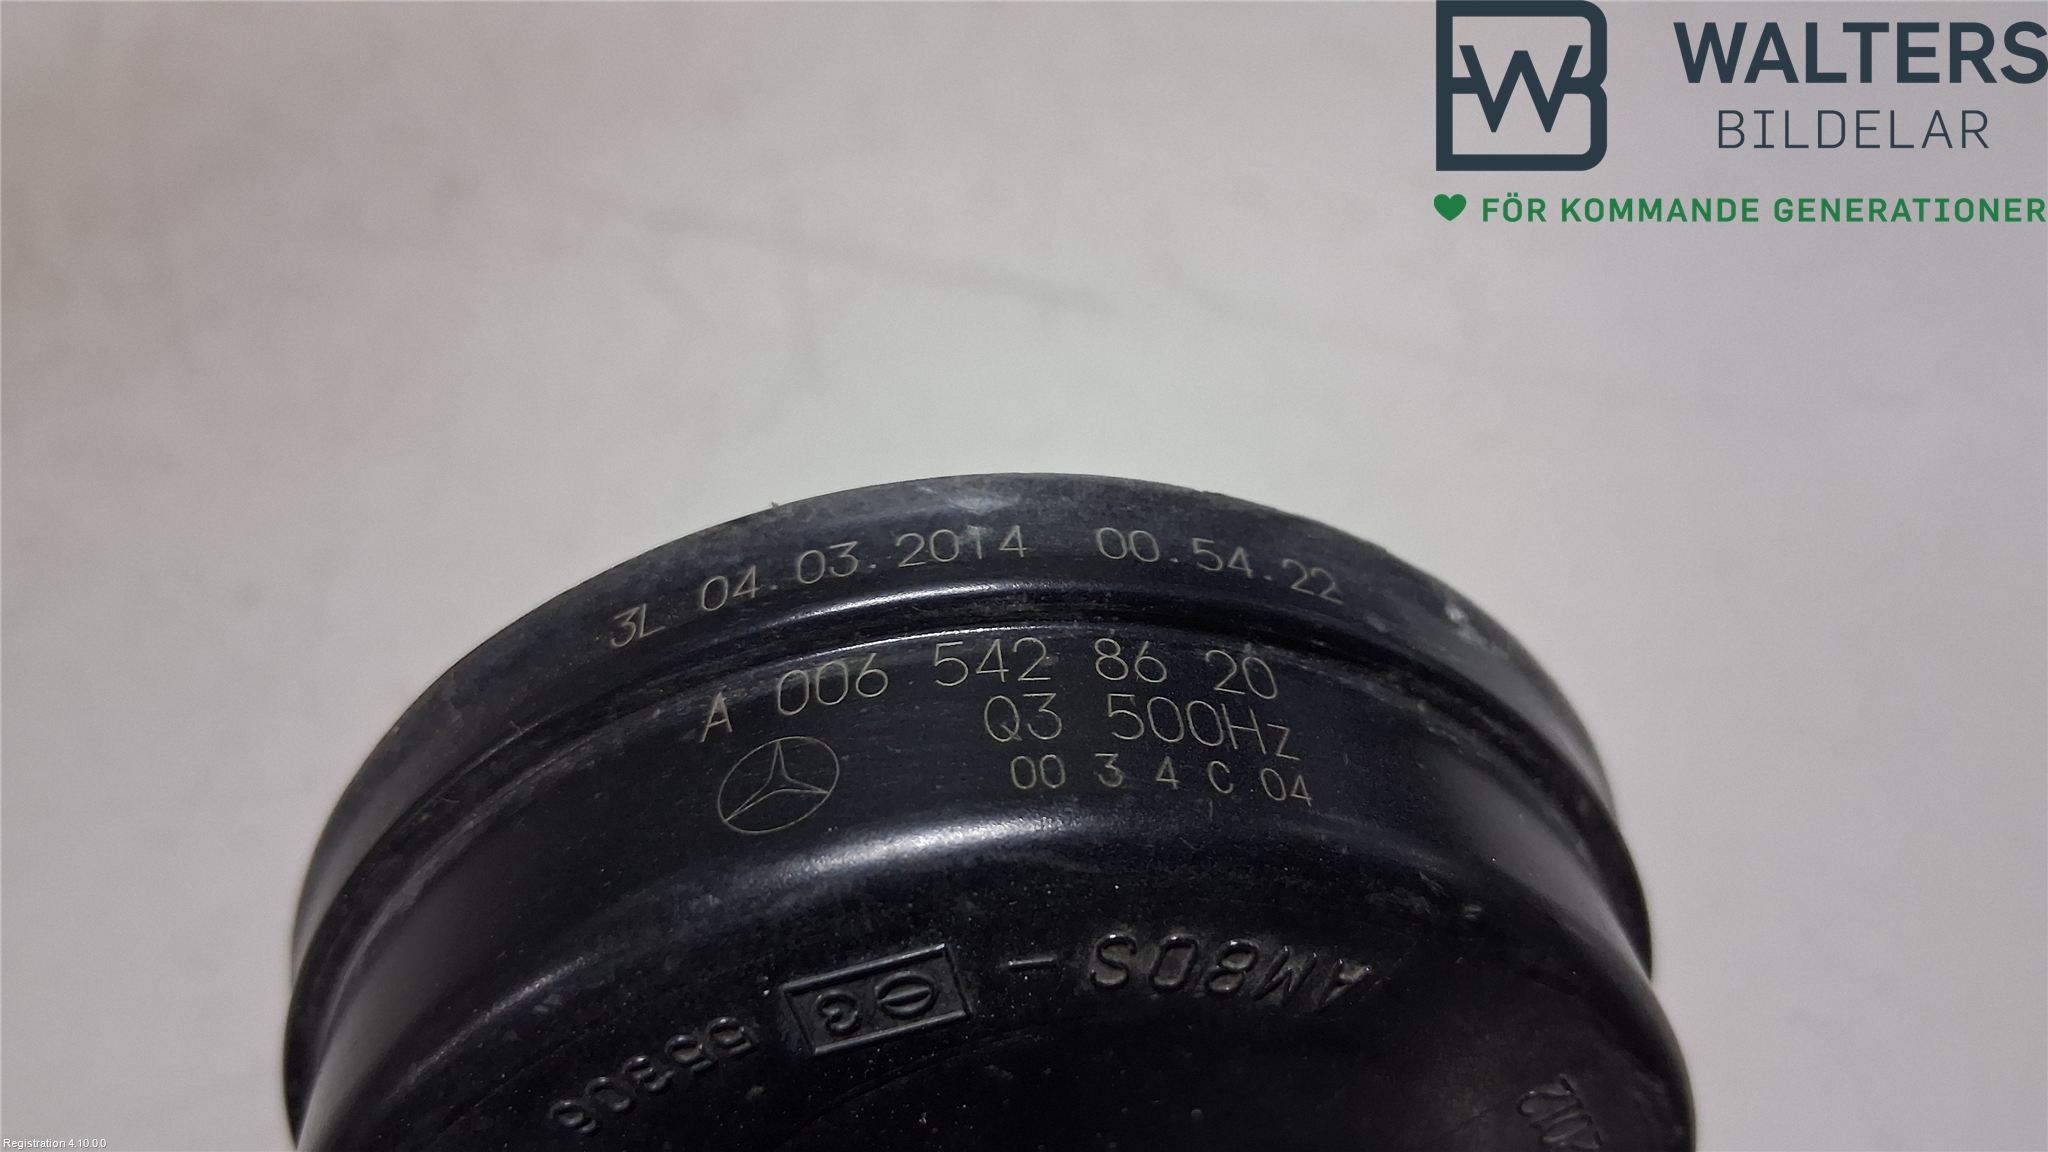 WALTERS
BILDELAR
FÖR KOMMANDE GENERATIONER
3L 04.03.2014 00.54.22
A 006 542 86 20
Q3 500Hz
00 3 4 C 04
AM80S -
e3
Registration 4.10.0.0